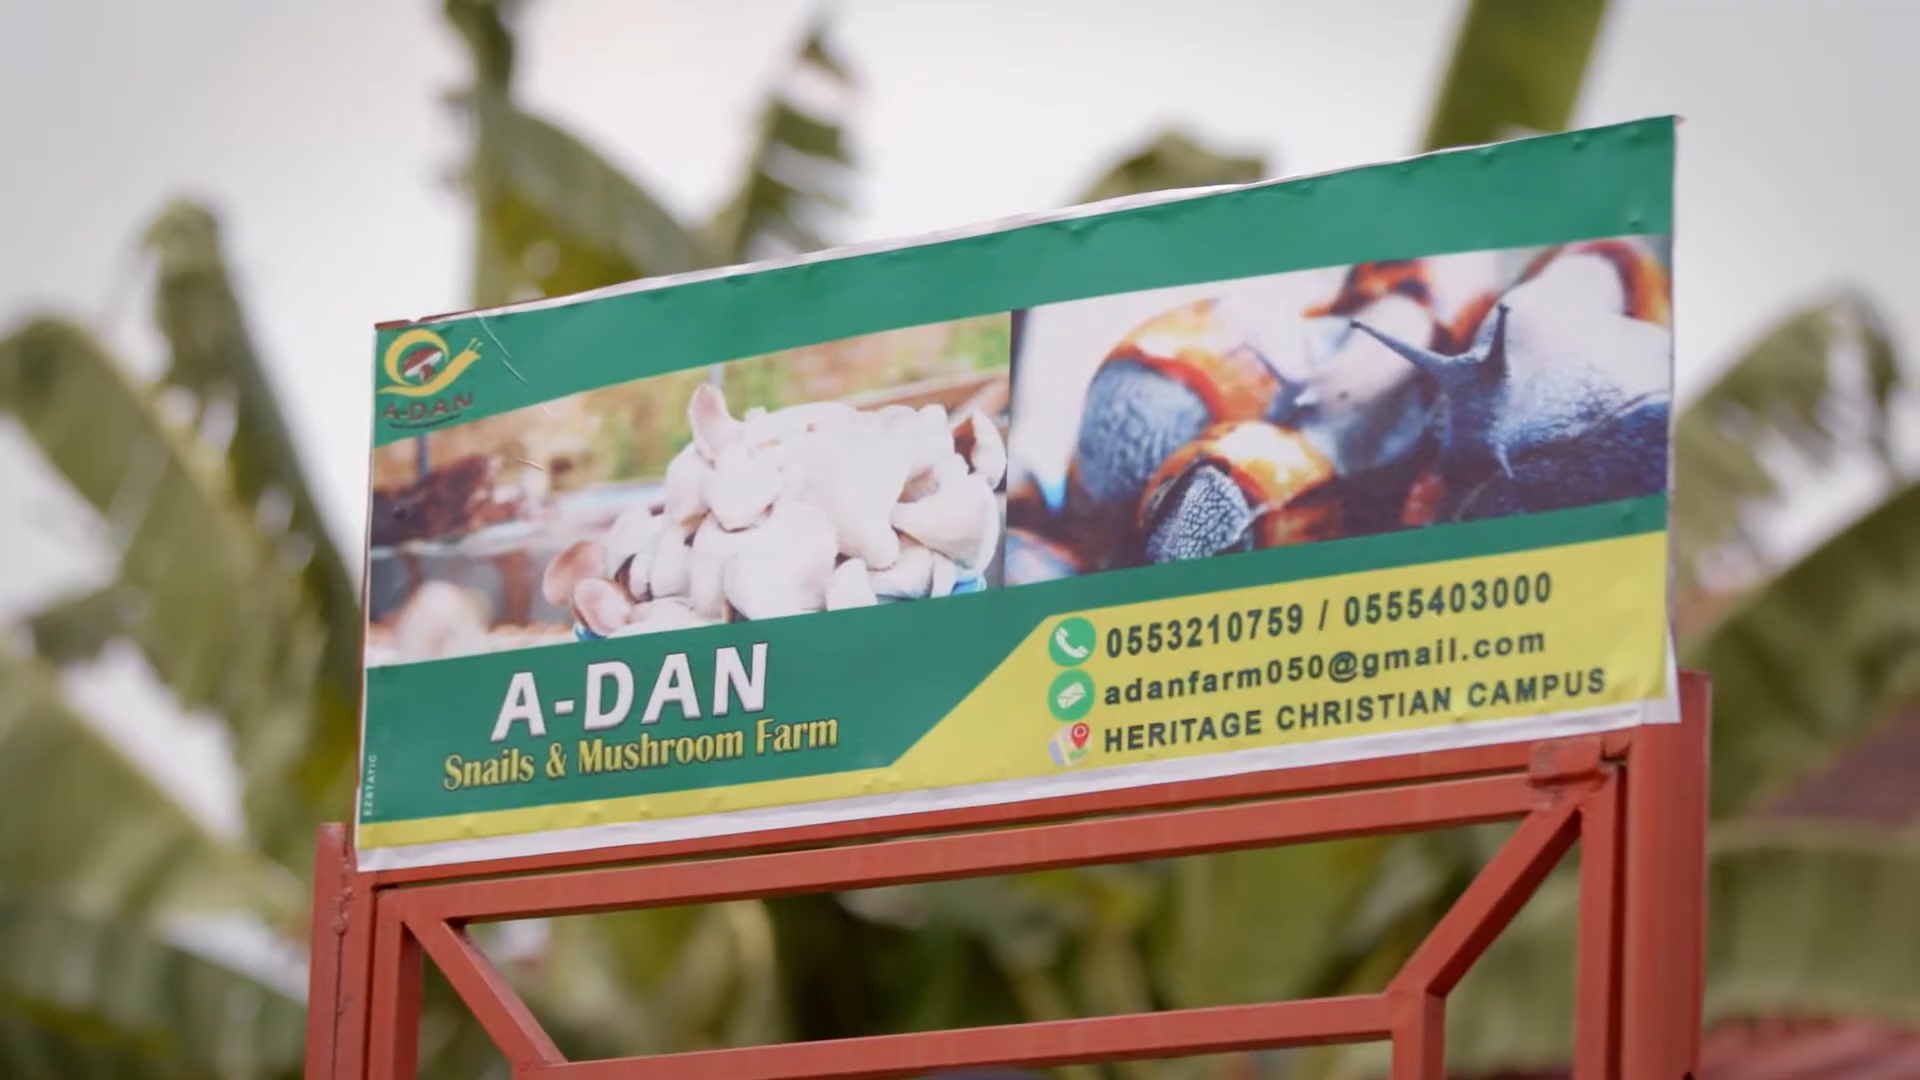 A-DAN
A-DAN
Snails & Mushroom Farm
0553210759 / 0555403000
adanfarm050@gmail.com
HERITAGE CHRISTIAN CAMPUS